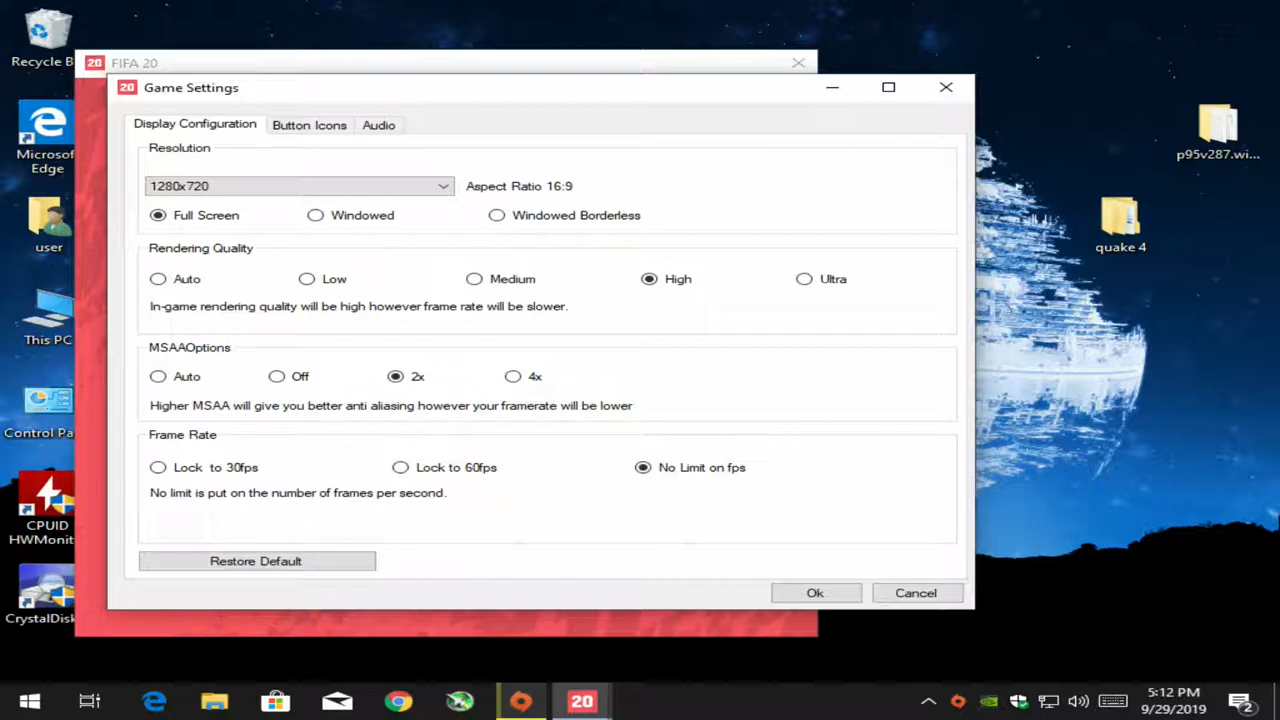 Recycle B
Microsof
Edge
user
This PC
Control Pa
CPUID
HWMonit
CrystalDisk
20 FIFA 20
20 Game Settings
Display Configuration Button Icons Audio
Resolution
1280x720 Aspect Ratio 16:9
Full Screen Windowed Windowed Borderless
Rendering Quality
Auto Low Medium High Ultra
In-game rendering quality will be high however frame rate will be slower.
MSAAOptions
Auto Off 2x 4x
Higher MSAA will give you better anti aliasing however your framerate will be lower
Frame Rate
Lock to 30fps Lock to 60fps No Limit on fps
No limit is put on the number of frames per second.
Restore Default
Ok Cancel
p95v287.wi...
quake 4
20
5:12 PM
9/29/2019
2